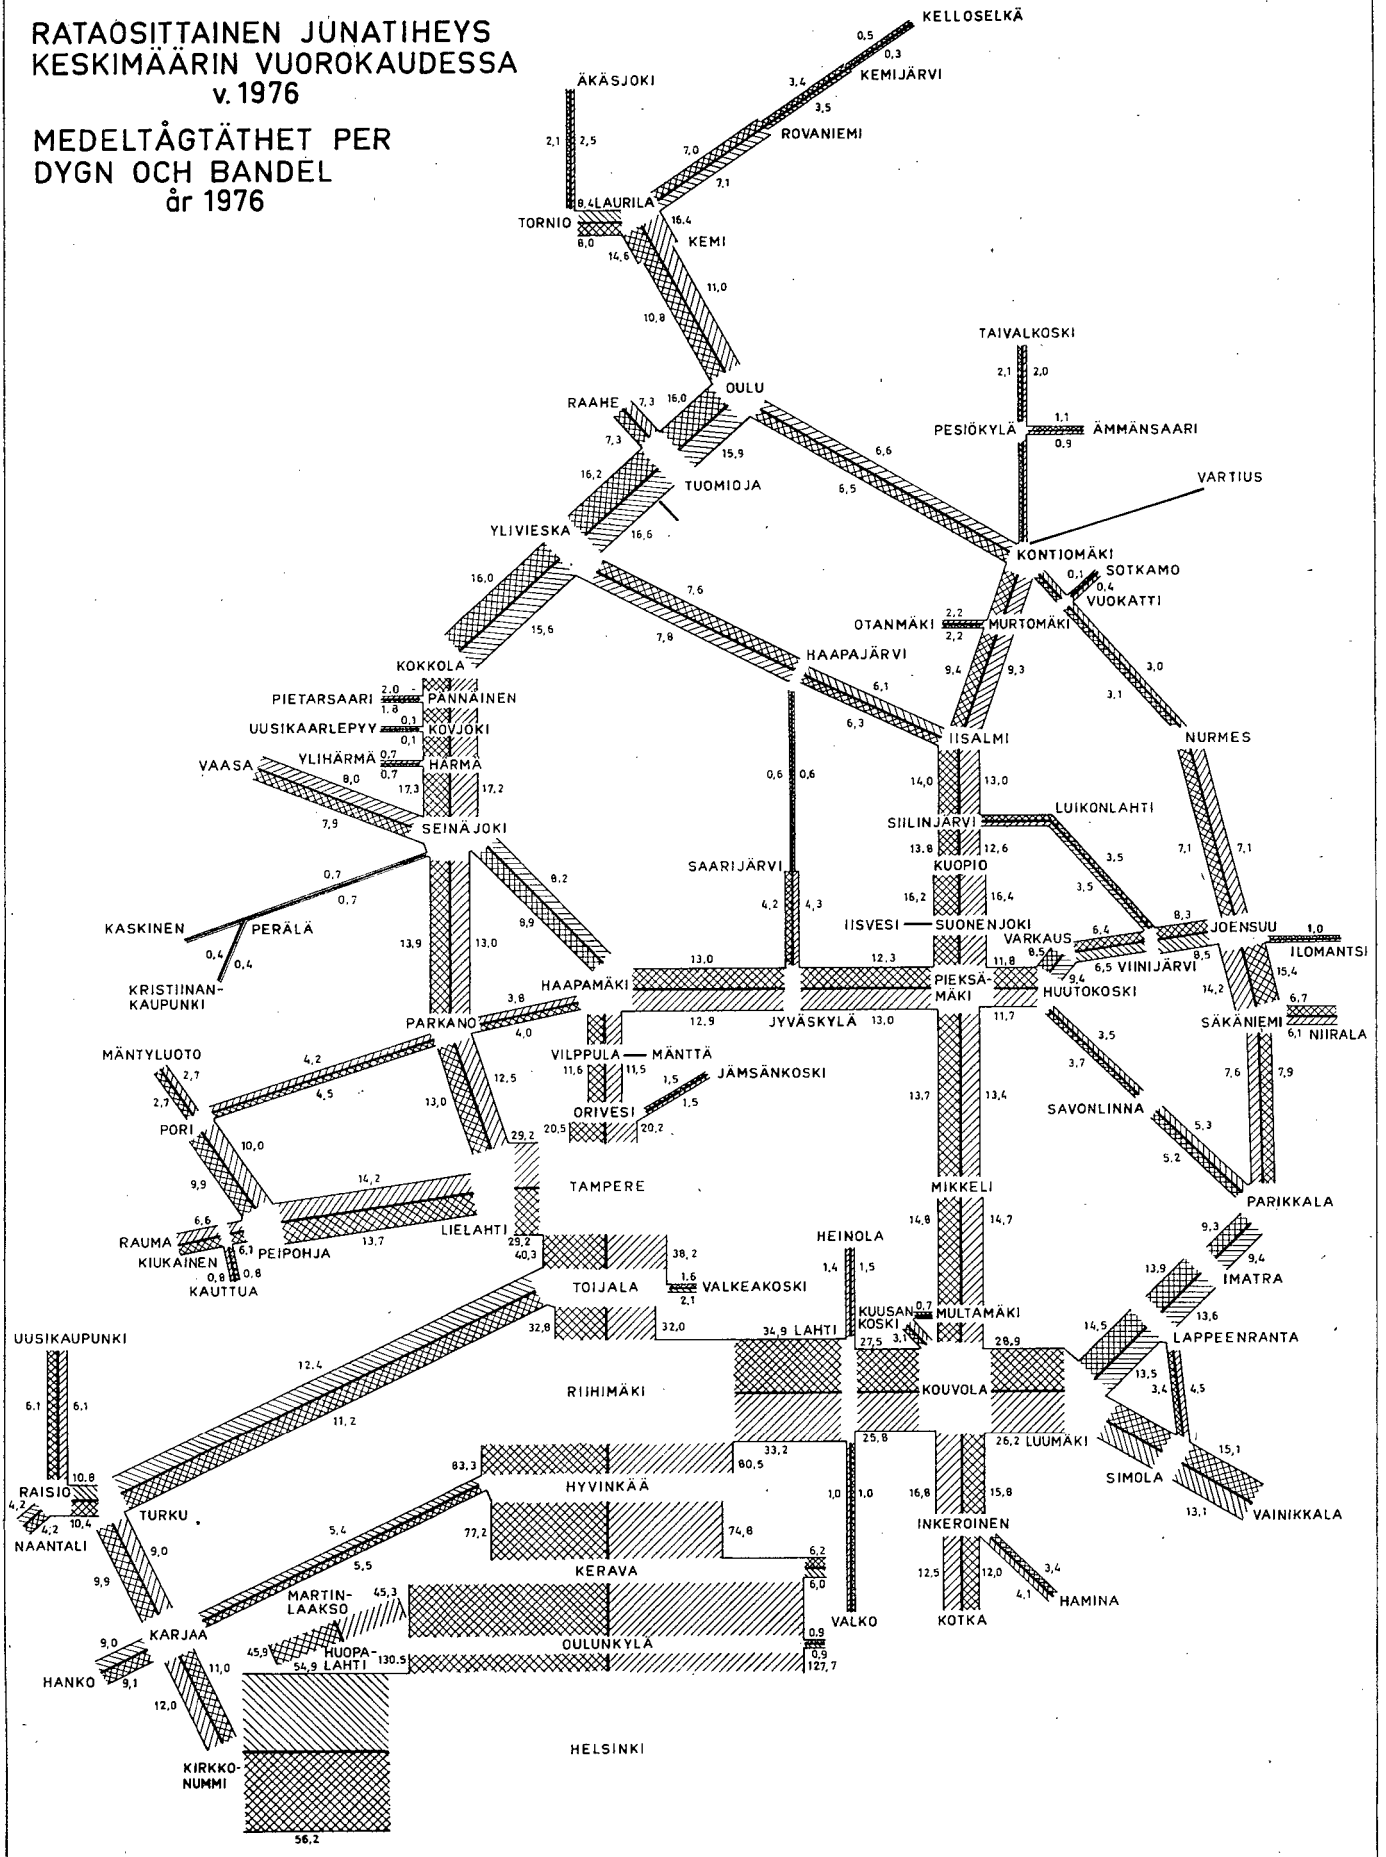 RATAOSITTAINEN JUNATIHEYS
KESKIMÄÄRIN VUOROKAUDESSA
v. 1976
MEDELTÅGTÄTHET PER
DYGN OCH BANDEL
år 1976
KELLOSELKÄ
0,5
0,3
KEMIJÄRVI
3,4
3,5
ROVANIEMI
7,0
7,1
ÄKÄSJOKI
2,1 2,5
8,4 LAURILA
TORNIO
8,0
16,4
14,6
KEMI
11,0
10,8
OULU
TAIVALKOSKI
2,1 2,0
PESIÖKYLÄ
1,1
0,9
ÄMMÄNSAARI
RAAHE
7,3
7,3
16,0
15,9
TUOMIOJA
6,6
6,5
VARTIUS
16,2
16,6
YLIVIESKA
KONTIOMÄKI
0,1
SOTKAMO
0,4
VUOKATTI
16,0
15,6
7,6
7,8
OTANMÄKI
2,2
2,2
MURTOMÄKI
9,4
9,3
3,0
3,1
HAAPAJÄRVI
6,1
6,3
KOKKOLA
PIETARSAARI
2,0
1,8
PÄNNÄINEN
UUSIKAARLEPYY
0,1
0,1
KOVJOKI
YLIHÄRMÄ
0,7
0,7
HÄRMÄ
17,3 17,2
IISALMI
NURMES
VAASA
8,0
7,9
SEINÄJOKI
0,6 0,6
14,0 13,0
SIILINJÄRVI
LUIKONLAHTI
13,8 12,6
KUOPIO
3,5
3,5
7,1 7,1
SAARIJÄRVI
4,2 4,3
8,2
8,9
0,7
0,7
KASKINEN
PERÄLÄ
0,4
0,4
KRISTIINAN-
KAUPUNKI
13,9 13,0
16,2 16,4
IISVESI
SUONENJOKI
VARKAUS
6,4
6,5
8,3
8,5
VIINIJÄRVI
JOENSUU
1,0
ILOMANTSI
8,5
9,4
HUUTOKOSKI
14,2
15,4
SÄKÄNIEMI
6,7
6,1 NIIRALA
HAAPAMÄKI
13,0
12,9
JYVÄSKYLÄ
12,3
13,0
PIEKSÄ-
MÄKI
11,8
11,7
3,8
4,0
PARKANO
VILPPULA MÄNTTÄ
11,6 11,5
JÄMSÄNKOSKI
1,5
1,5
ORIVESI
20,5 20,2
MÄNTYLUOTO
2,7
2,7
4,2
4,5
PORI
12,5
13,0
3,5
3,7
SAVONLINNA
5,3
5,2
7,6 7,9
PARIKKALA
13,7 13,4
MIKKELI
14,8 14,7
10,0
9,9
29,2
TAMPERE
14,2
13,7
LIELAHTI
29,2
RAUMA
6,6
6,1
PEIPOHJA
KIUKAINEN
0,8 0,8
KAUTTUA
40,3 38,2
TOIJALA
1,6
2,1
VALKEAKOSKI
32,8 32,0
HEINOLA
1,4 1,5
9,3
9,4
IMATRA
13,9
13,6
LAPPEENRANTA
14,5
13,5
3,4 4,5
KUUSAN
KOSKI
0,7
MULTAMÄKI
3,1
34,9 LAHTI
27,5
28,9
KOUVOLA
UUSIKAUPUNKI
6,1 6,1
12,4
11,2
RIIHIMÄKI
33,2
25,8
26,2 LUUMÄKI
SIMOLA
15,1
13,1
VAINIKKALA
83,3 80,5
HYVINKÄÄ
RAISIO
10,8
10,4
TURKU
4,2
4,2
NAANTALI
77,2 74,8
1,0 1,0
16,8 15,8
INKEROINEN
12,5 12,0
3,4
4,1
HAMINA
KOTKA
VALKO
9,0
9,9
5,4
5,5
KERAVA
6,2
6,0
MARTIN-
LAAKSO
45,3
45,9
HUOPA-
LAHTI
KARJAA
OULUNKYLÄ
0,9
0,9
130,5
127,7
54,9
9,0
9,1
HANKO
11,0
12,0
KIRKKO-
NUMMI
HELSINKI
56,2